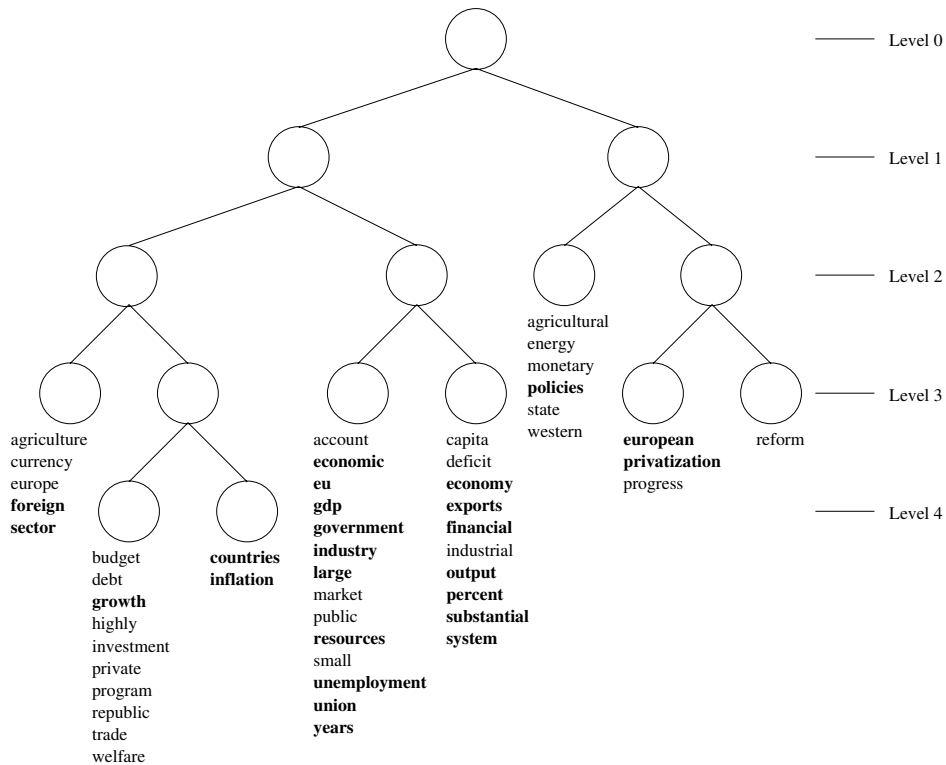 Level 0
Level 1
Level 2
agricultural
energy
monetary
policies
state
western
Level 3
agriculture
currency
europe
foreign
sector
account
economic
eu
gdp
government
industry
large
market
public
resources
small
unemployment
union
years
capita
deficit
economy
exports
financial
industrial
output
percent
substantial
system
european
privatization
progress
reform
Level 4
budget
debt
growth
highly
investment
private
program
republic
trade
welfare
countries
inflation